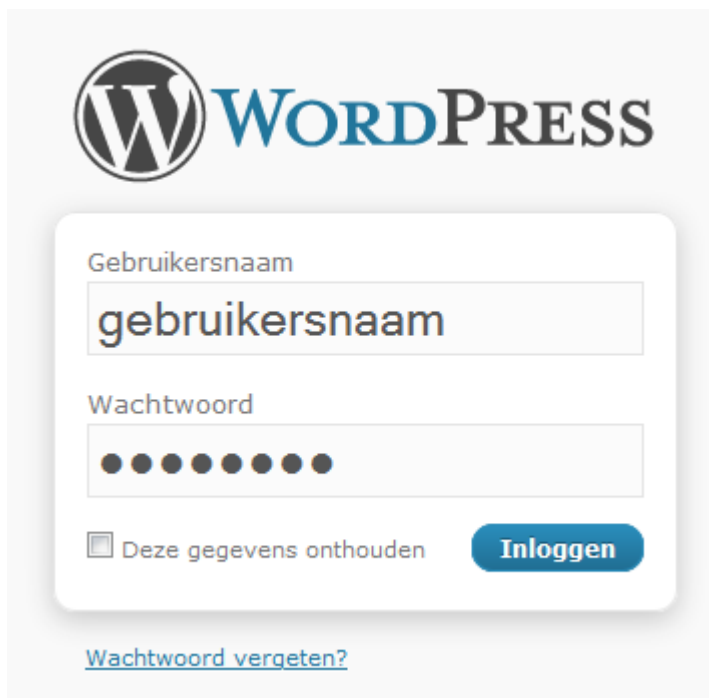 WORDPRESS
Gebruikersnaam
gebruikersnaam
Wachtwoord
●●●●●●●●
Deze gegevens onthouden
Inloggen
Wachtwoord vergeten?